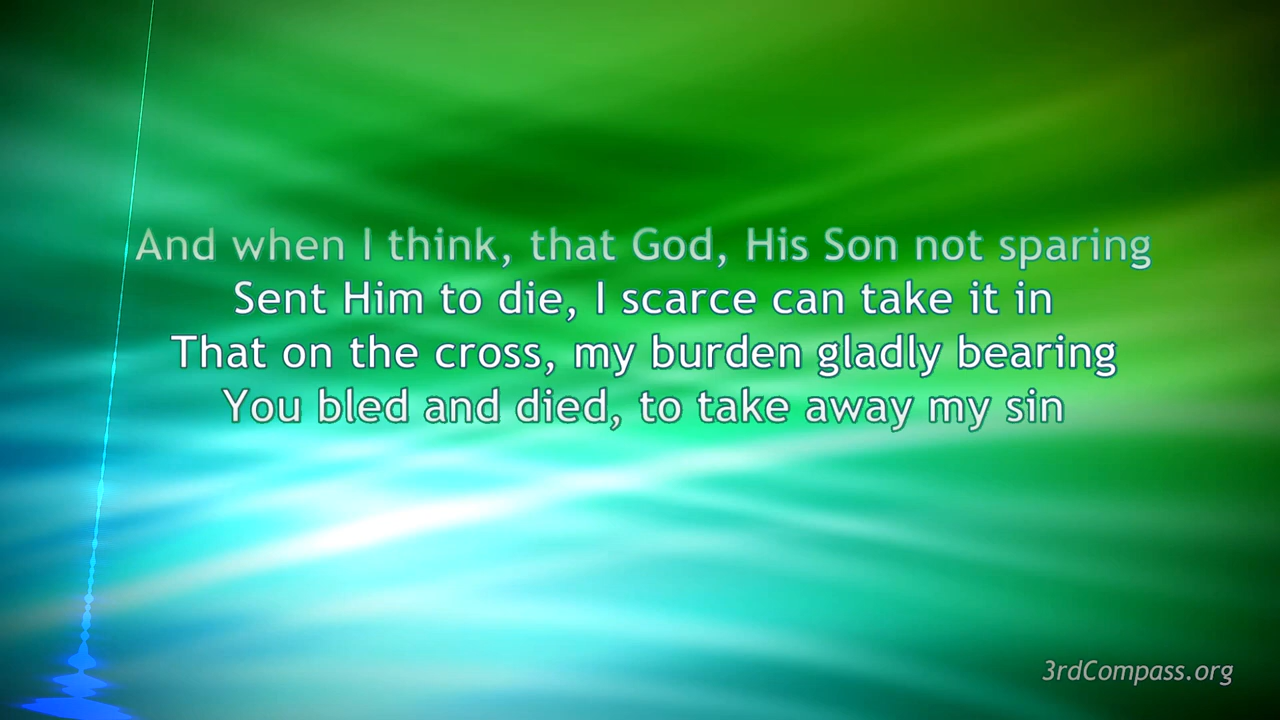 And when I think, that God, His Son not sparing
Sent Him to die, I scarce can take it in
That on the cross, my burden gladly bearing
You bled and died, to take away my sin
3rdCompass.org